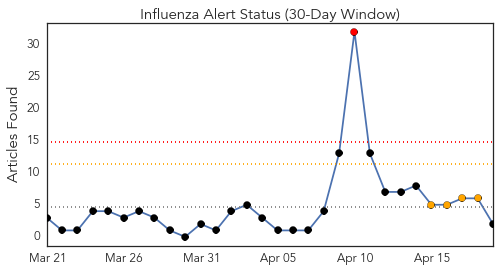 Influenza Alert Status (30-Day Window)
Articles Found
30
25
20
15
10
5
0
Mar 21 Mar 26 Mar 31 Apr 05 Apr 10 Apr 15